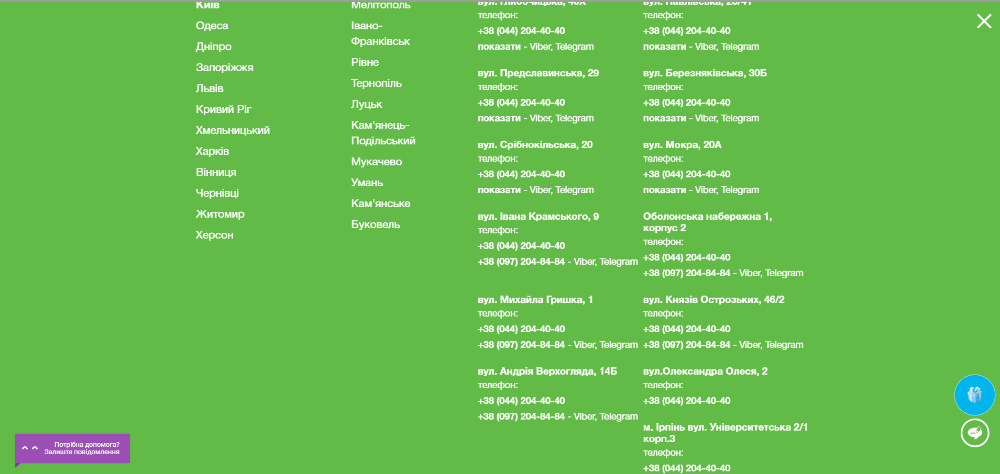 Київ
Одеса
Дніпро
Запоріжжя
Львів
Кривий Ріг
Хмельницький
Харків
Вінниця
Чернівці
Житомир
Херсон
Мелітополь
Івано-
Франківськ
Рівне
Тернопіль
Луцьк
Кам'янець-
Подільський
Мукачево
Умань
Кам'янське
Буковель
вул. Глибочицька, 40Х
телефон:
+38 (044) 204-40-40
показати - Viber, Telegram
вул. Предславинська, 29
телефон:
+38 (044) 204-40-40
показати - Viber, Telegram
вул. Срібнокільська, 20
телефон:
+38 (044) 204-40-40
показати - Viber, Telegram
вул. Івана Крамського, 9
телефон:
+38 (044) 204-40-40
+38 (097) 204-84-84 - Viber, Telegram
вул. Михайла Гришка, 1
телефон:
+38 (044) 204-40-40
+38 (097) 204-84-84 - Viber, Telegram
вул. Андрія Верхогляда, 14Б
телефон:
+38 (044) 204-40-40
+38 (097) 204-84-84 - Viber, Telegram
вул. Павлівська, 26/41
телефон:
+38 (044) 204-40-40
показати - Viber, Telegram
вул. Березняківська, 30Б
телефон:
+38 (044) 204-40-40
показати - Viber, Telegram
вул. Мокра, 20А
телефон:
+38 (044) 204-40-40
показати - Viber, Telegram
Оболонська набережна 1,
корпус 2
телефон:
+38 (044) 204-40-40
+38 (097) 204-84-84 - Viber, Telegram
вул. Князів Острозьких, 46/2
телефон:
+38 (044) 204-40-40
+38 (097) 204-84-84 - Viber, Telegram
вул.Олександра Олеся, 2
телефон:
+38 (044) 204-40-40
м. Ірпінь вул. Університетська 2/1
корп.3
телефон:
+38 (044) 204-40-40
Потрібна допомога?
Залиште повідомлення